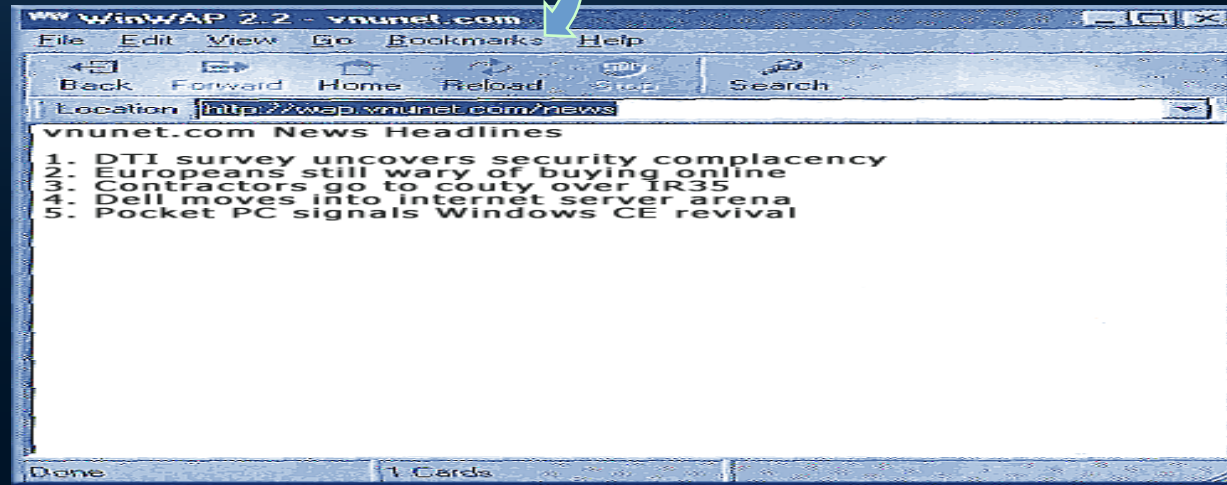 WinWAP 2.2 - vnunet.com
File Edit View Go Bookmarks Help
Back Forward Home Reload Stop Search
Location http://wap.vnunet.com/news
vnunet.com News Headlines
1. DTI survey uncovers security complacency
2. Europeans still wary of buying online
3. Contractors go to couty over IR35
4. Dell moves into internet server arena
5. Pocket PC signals Windows CE revival
Done 1 Cards